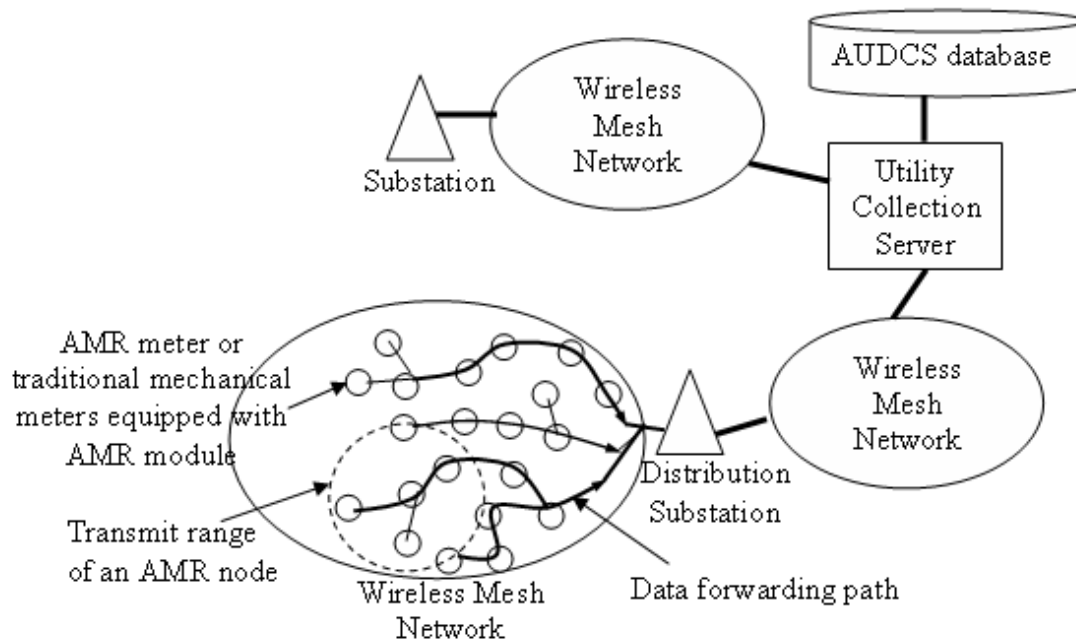 AUDCS database
Wireless
Mesh
Network
Substation
Utility
Collection
Server
AMR meter or
traditional mechanical
meters equipped with
AMR module
Wireless
Mesh
Network
Distribution
Substation
Transmit range
of an AMR node
Wireless Mesh
Network
Data forwarding path